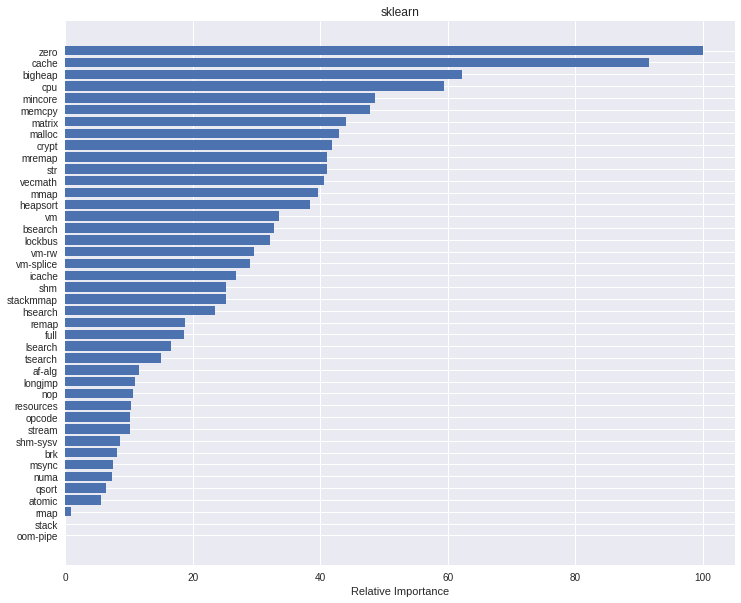 sklearn
zero
cache
bigheap
cpu
mincore
memcpy
matrix
malloc
crypt
mremap
str
vecmath
mmap
heapsort
vm
bsearch
lockbus
vm-rw
vm-splice
icache
shm
stackmmap
hsearch
remap
full
lsearch
tsearch
af-alg
longjmp
nop
resources
opcode
stream
shm-sysv
brk
msync
numa
qsort
atomic
rmap
stack
oom-pipe
0 20 40 60 80 100
Relative Importance